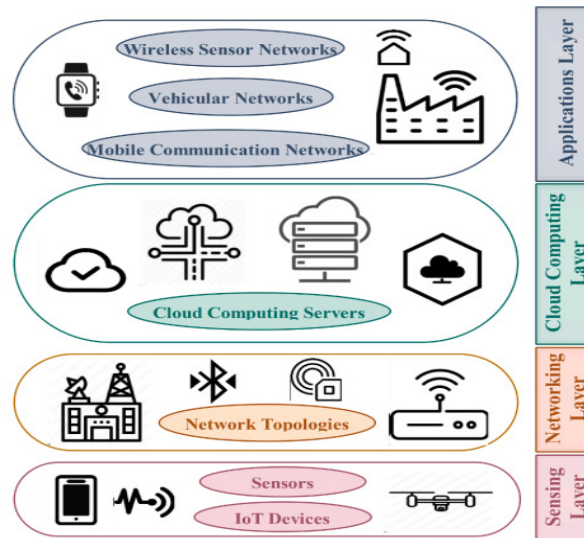 Wireless Sensor Networks
Vehicular Networks
Mobile Communication Networks
Applications Layer
Cloud Computing Servers
Cloud Computing
Layer
Network Topologies
Networking
Layer
Sensors
IoT Devices
Sensing
Layer